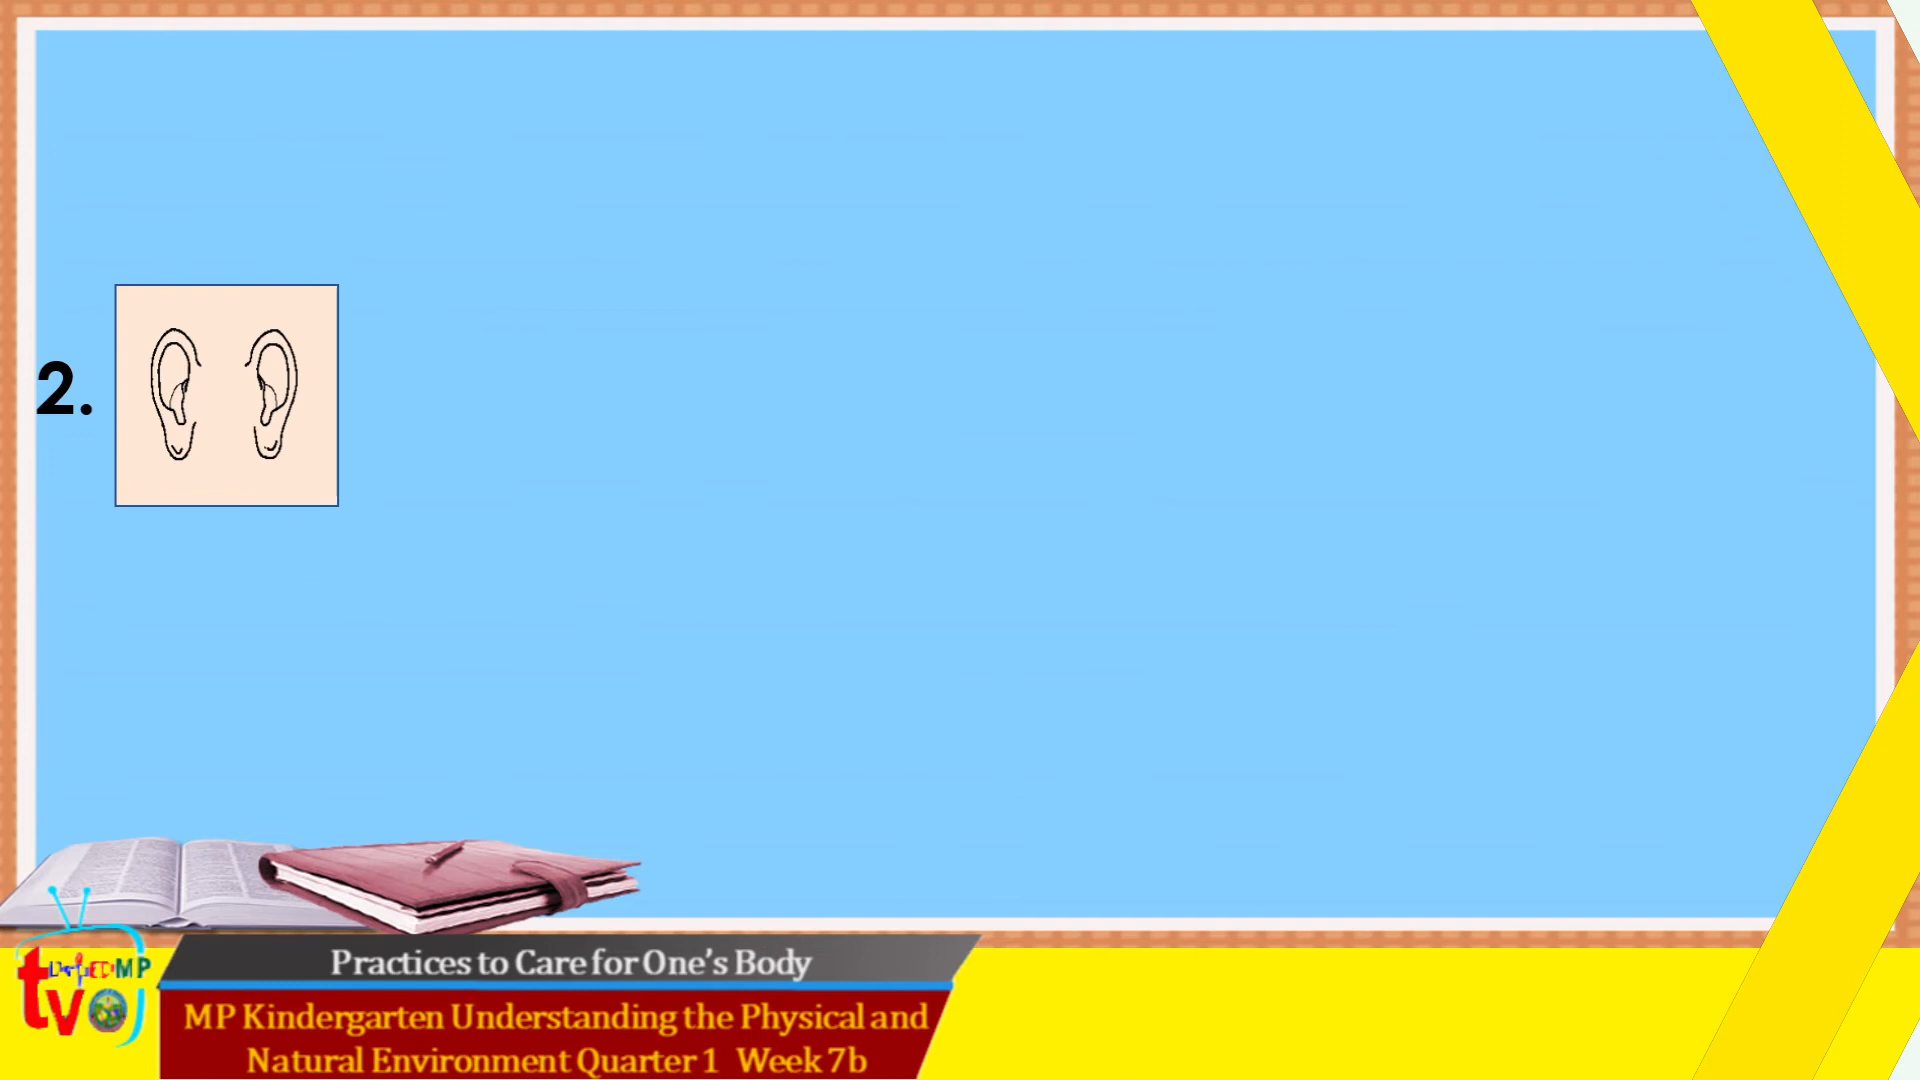 2.
Practices to Care for One's Body
MP Kindergarten Understanding the Physical and
Natural Environment Quarter 1 Week 7b
DepEDMP
tv